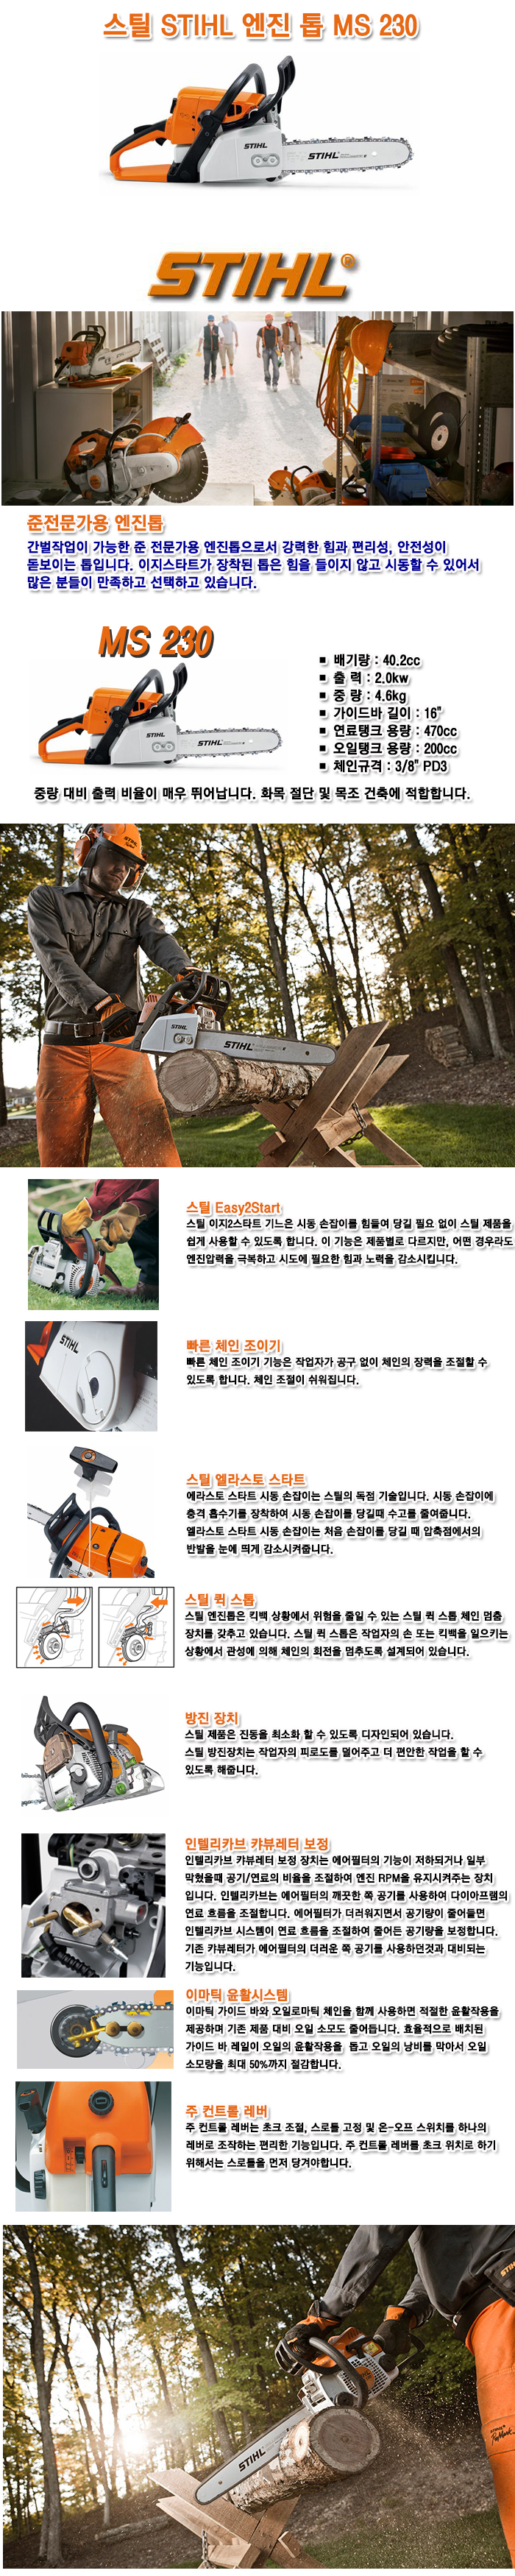 스틸 STIHL 엔진 톱 MS 230
STIHL
STIHL
STIHL®
준전문가용 엔진톱
간벌작업이 가능한 준 전문가용 엔진톱으로서 강력한 힘과 편리성, 안전성이
돋보이는 톱입니다. 이지스타트가 장착된 톱은 힘을 들이지 않고 시동할 수 있어서
많은 분들이 만족하고 선택하고 있습니다.
MS 230
STIHL
STIHL
■ 배기량 : 40.2cc
■ 출 력 : 2.0kw
■ 중 량 : 4.6kg
■ 가이드바 길이 : 16"
■ 연료탱크 용량 : 470cc
■ 오일탱크 용량 : 200cc
■ 체인규격 : 3/8" PD3
중량 대비 출력 비율이 매우 뛰어납니다. 화목 절단 및 목조 건축에 적합합니다.
STIHL
STIHL
STIHL
스틸 Easy2Start
스틸 이지2스타트 기느은 시동 손잡이를 힘들여 당길 필요 없이 스틸 제품을
쉽게 사용할 수 있도록 합니다. 이 기능은 제품별로 다르지만, 어떤 경우라도
엔진압력을 극복하고 시도에 필요한 힘과 노력을 감소시킵니다.
STIHL
빠른 체인 조이기
빠른 체인 조이기 기능은 작업자가 공구 없이 체인의 장력을 조절할 수
있도록 합니다. 체인 조절이 쉬워집니다.
스틸 엘라스토 스타트
에라스토 스타트 시동 손잡이는 스틸의 독점 기술입니다. 시동 손잡이에
충격 흡수기를 장착하여 시동 손잡이를 당길때 수고를 줄여줍니다.
엘라스토 스타트 시동 손잡이는 처음 손잡이를 당길 때 압축점에서의
반발을 눈에 띄게 감소시켜줍니다.
스틸 퀵 스톱
스틸 엔진톱은 킥백 상황에서 위험을 줄일 수 있는 스틸 퀵 스톱 체인 멈춤
장치를 갖추고 있습니다. 스틸 퀵 스톱은 작업자의 손 또는 킥백을 일으키는
상황에서 관성에 의해 체인의 회전을 멈추도록 설계되어 있습니다.
방진 장치
스틸 제품은 진동을 최소화 할 수 있도록 디자인되어 있습니다.
스틸 방진장치는 작업자의 피로도를 덜어주고 더 편안한 작업을 할 수
있도록 해줍니다.
인텔리카브 캬뷰레터 보정
인텔리카브 캬뷰레터 보정 장치는 에어필터의 기능이 저하되거나 일부
막혔을때 공기/연료의 비율을 조절하여 엔진 RPM을 유지시켜주는 장치
입니다. 인텔리카브는 에어필터의 깨끗한 쪽 공기를 사용하여 다이아프램의
연료 흐름을 조절합니다. 에어필터가 더러워지면서 공기량이 줄어들면
인텔리카브 시스템이 연료 흐름을 조절하여 줄어든 공기량을 보정합니다.
기존 캬뷰레터가 에어필터의 더러운 쪽 공기를 사용하던것과 대비되는
기능입니다.
이마틱 윤활시스템
이마틱 가이드 바와 오일로마틱 체인을 함께 사용하면 적절한 윤활작용을
제공하며 기존 제품 대비 오일 소모도 줄어듭니다. 효율적으로 배치된
가이드 바 레일이 오일의 윤활작용을 돕고 오일의 낭비를 막아서 오일
소모량을 최대 50%까지 절감합니다.
주 컨트롤 레버
주 컨트롤 레버는 초크 조절, 스로틀 고정 및 온-오프 스위치를 하나의
레버로 조작하는 편리한 기능입니다. 주 컨트롤 레버를 초크 위치로 하기
위해서는 스로틀을 먼저 당겨야합니다.
STIHL
STIHL